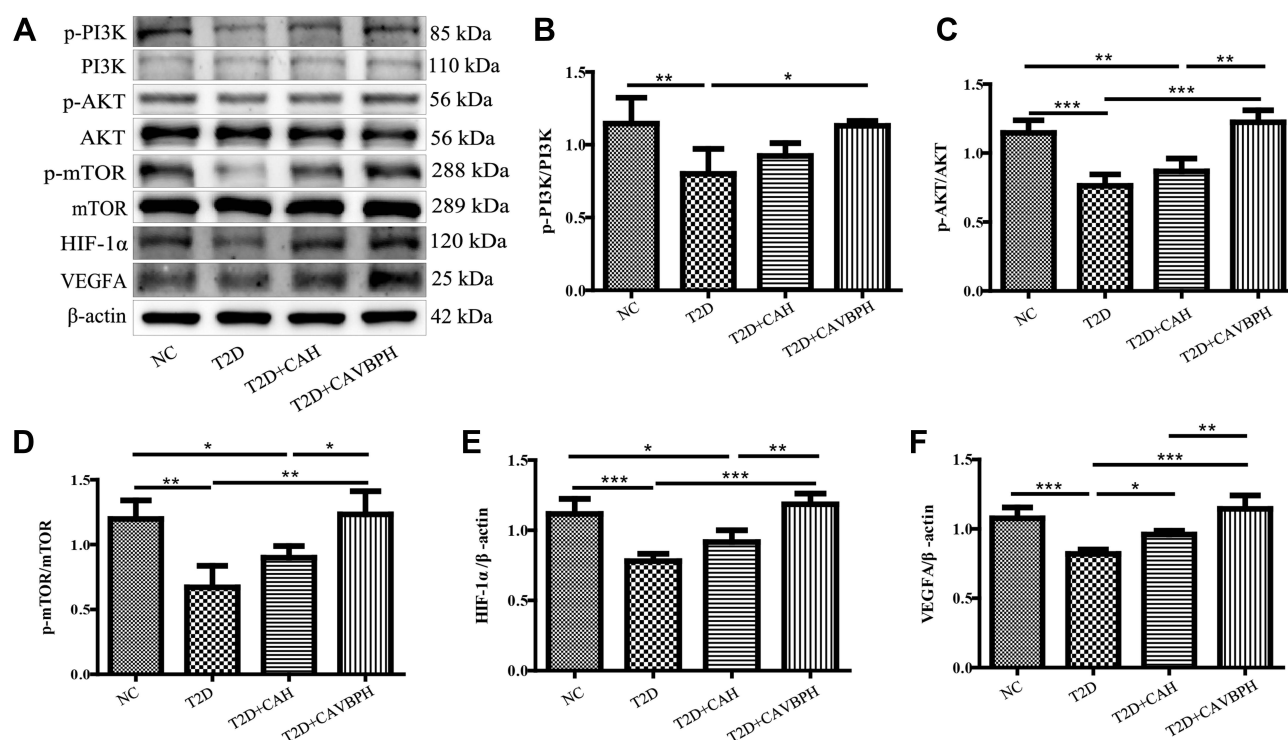 A
p-PI3K
85 kDa
PI3K
110 kDa
p-AKT
56 kDa
AKT
56 kDa
p-mTOR
288 kDa
mTOR
289 kDa
HIF-1α
120 kDa
VEGFA
25 kDa
β-actin
42 kDa
NC
T2D
T2D+CAH
T2D+CAVBPH
B
p-PI3K/PI3K
1.5
1.0
0.5
0.0
**
*
NC
T2D
T2D+CAH
T2D+CAVBPH
C
p-AKT/AKT
1.5
1.0
0.5
0.0
**
**
***
***
NC
T2D
T2D+CAH
T2D+CAVBPH
D
p-mTOR/mTOR
1.5
1.0
0.5
0.0
*
*
**
**
NC
T2D
T2D+CAH
T2D+CAVBPH
E
HIF-1α/β-actin
1.5
1.0
0.5
0.0
*
**
***
***
NC
T2D
T2D+CAH
T2D+CAVBPH
F
VEGFA/β-actin
1.5
1.0
0.5
0.0
**
***
***
*
NC
T2D
T2D+CAH
T2D+CAVBPH